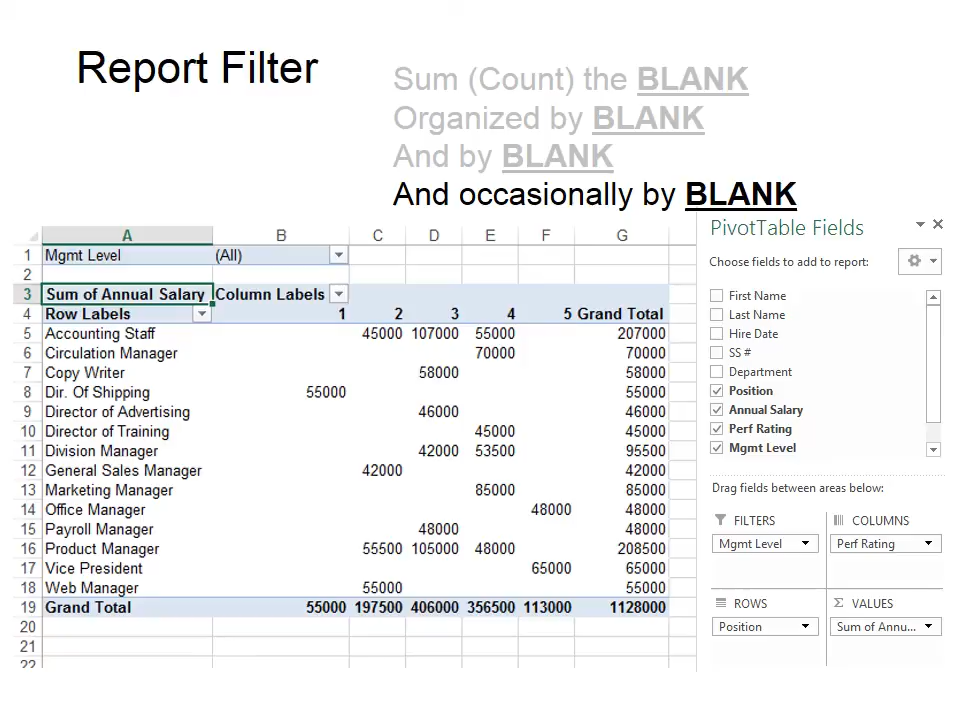 Report Filter
Sum (Count) the BLANK
Organized by BLANK
And by BLANK
And occasionally by BLANK
A B C D E F G
1 Mgmt Level (All)
2
3 Sum of Annual Salary Column Labels
4 Row Labels 1 2 3 4 5 Grand Total
5 Accounting Staff 45000 107000 55000 207000
6 Circulation Manager 70000 70000
7 Copy Writer 58000 58000
8 Dir. Of Shipping 55000 55000
9 Director of Advertising 46000 46000
10 Director of Training 45000 45000
11 Division Manager 42000 53500 95500
12 General Sales Manager 42000 42000
13 Marketing Manager 85000 85000
14 Office Manager 48000 48000
15 Payroll Manager 48000 48000
16 Product Manager 55500 105000 48000 208500
17 Vice President 65000 65000
18 Web Manager 55000 55000
19 Grand Total 55000 197500 406000 356500 113000 1128000
20
21
22
PivotTable Fields
Choose fields to add to report:
First Name
Last Name
Hire Date
SS #
Department
Position
Annual Salary
Perf Rating
Mgmt Level
Drag fields between areas below:
FILTERS
Mgmt Level
COLUMNS
Perf Rating
ROWS
Position
Σ VALUES
Sum of Annu...